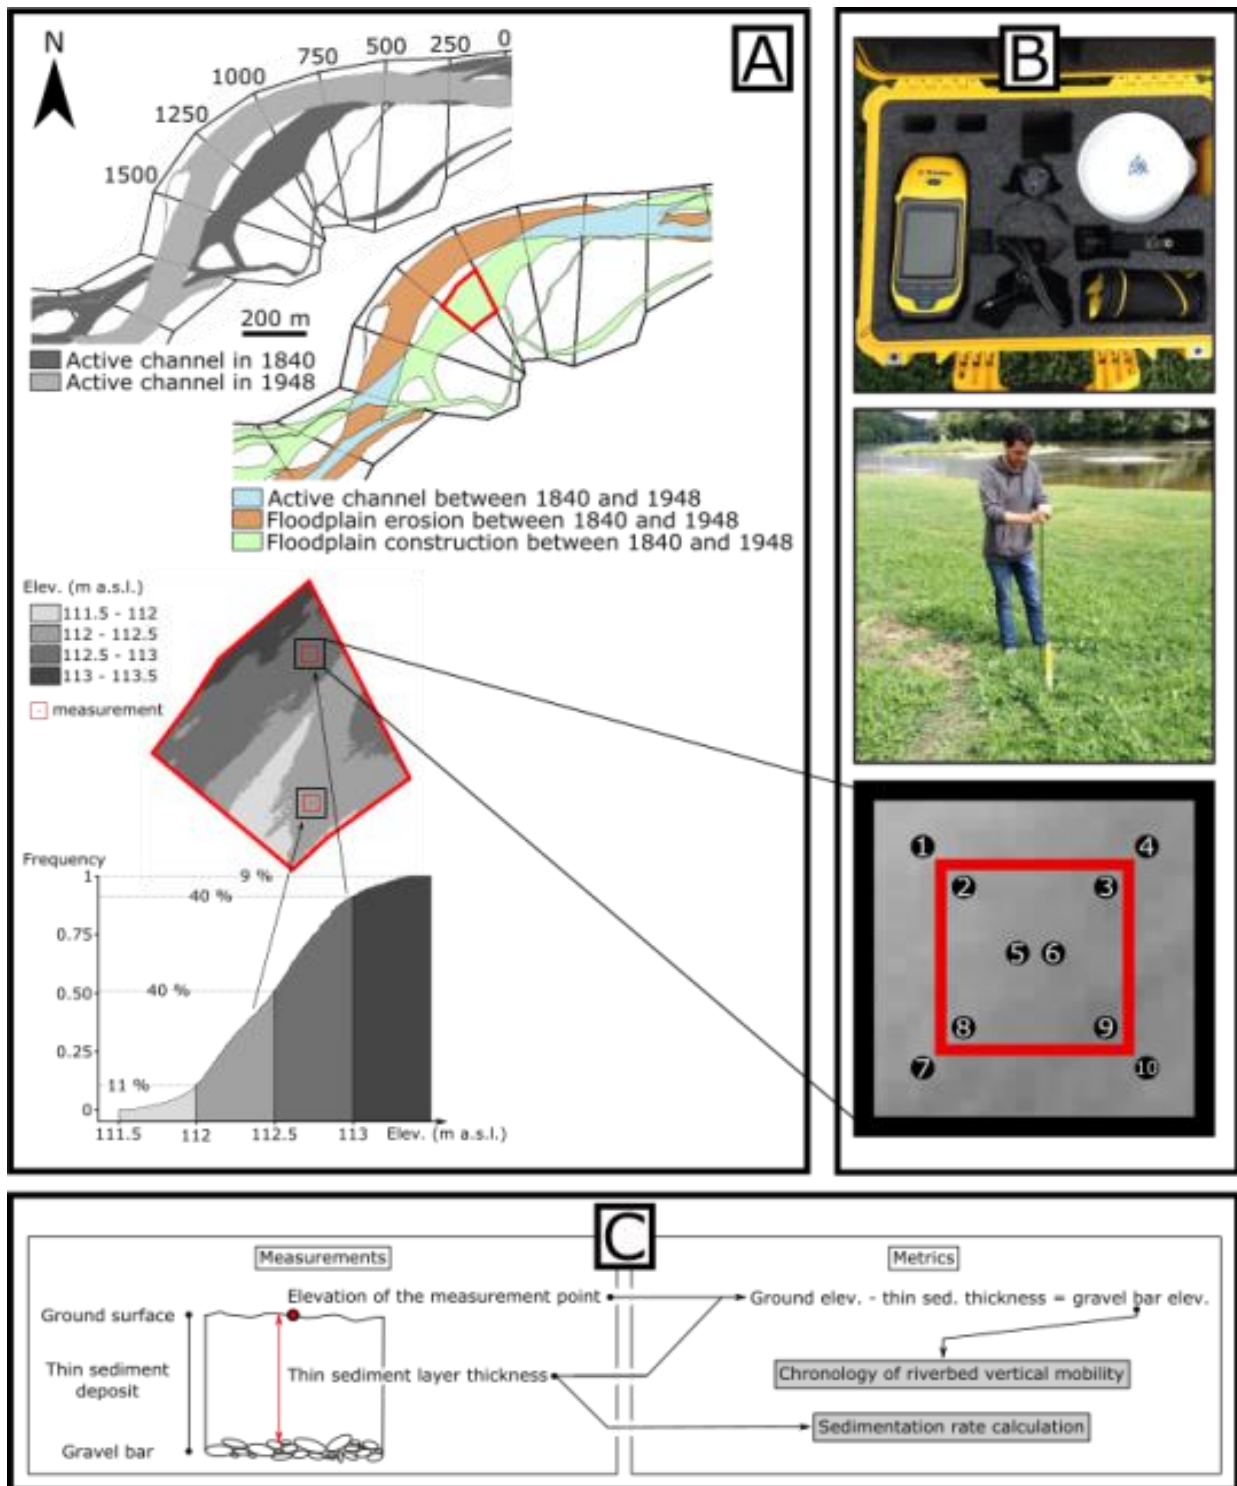 A
N
1500
1250
1000
750
500
250
0
200 m
Active channel in 1840
Active channel in 1948
Active channel between 1840 and 1948
Floodplain erosion between 1840 and 1948
Floodplain construction between 1840 and 1948
Elev. (m a.s.l.)
111.5 - 112
112 - 112.5
112.5 - 113
113 - 113.5
measurement
Frequency
1
0.75
0.50
0.25
0
9 %
40 %
40 %
11 %
111.5
112
112.5
113
Elev. (m a.s.l.)
B
1
4
2
3
5
6
8
9
7
10
C
Measurements
Elevation of the measurement point
Ground surface
Thin sediment
deposit
Thin sediment layer thickness
Gravel bar
Metrics
Ground elev. - thin sed. thickness = gravel bar elev.
Chronology of riverbed vertical mobility
Sedimentation rate calculation